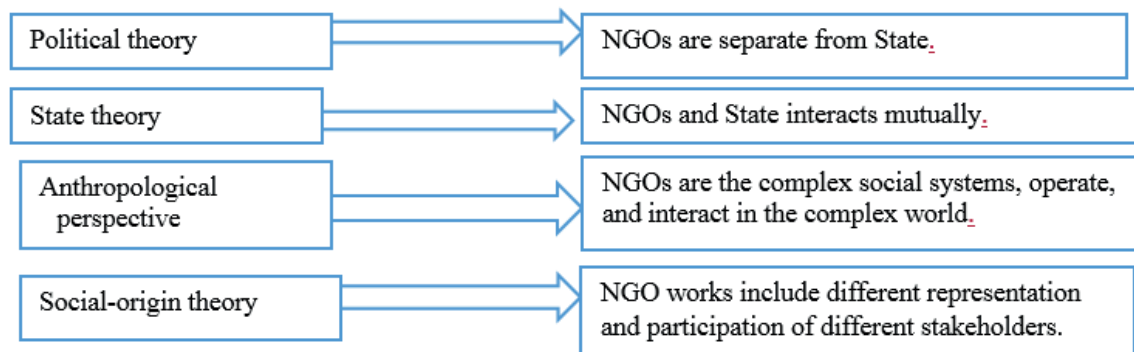 Political theory
NGOs are separate from State.
State theory
NGOs and State interacts mutually.
Anthropological
perspective
NGOs are the complex social systems, operate,
and interact in the complex world.
Social-origin theory
NGO works include different representation
and participation of different stakeholders.